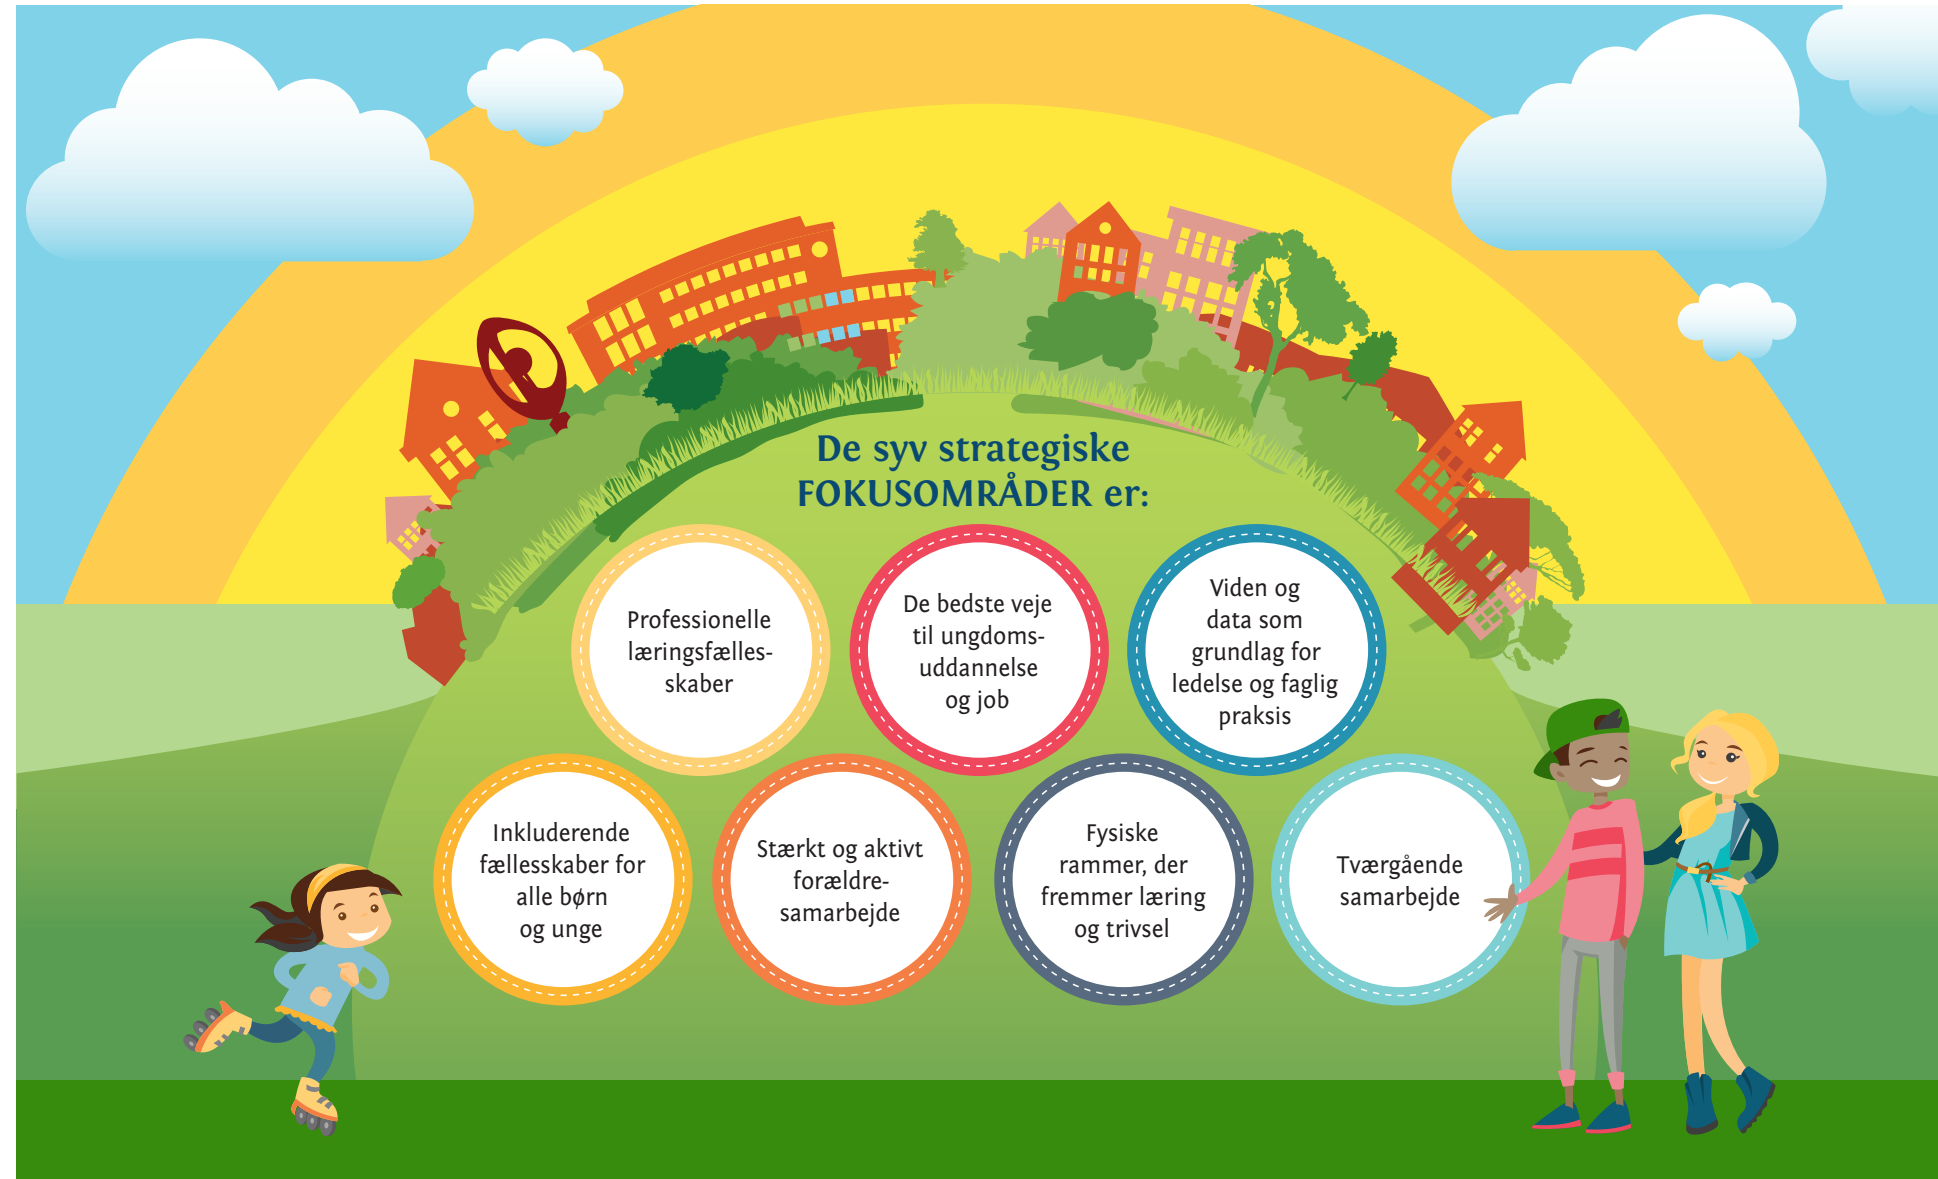 De syv strategiske
FOKUSOMRÅDER er:
Professionelle
læringsfælles-
skaber
De bedste veje
til ungdoms-
uddannelse
og job
Viden og
data som
grundlag for
ledelse og faglig
praksis
Inkluderende
fællesskaber for
alle børn
og unge
Stærkt og aktivt
forældre-
samarbejde
Fysiske
rammer, der
fremmer læring
og trivsel
Tværgående
samarbejde